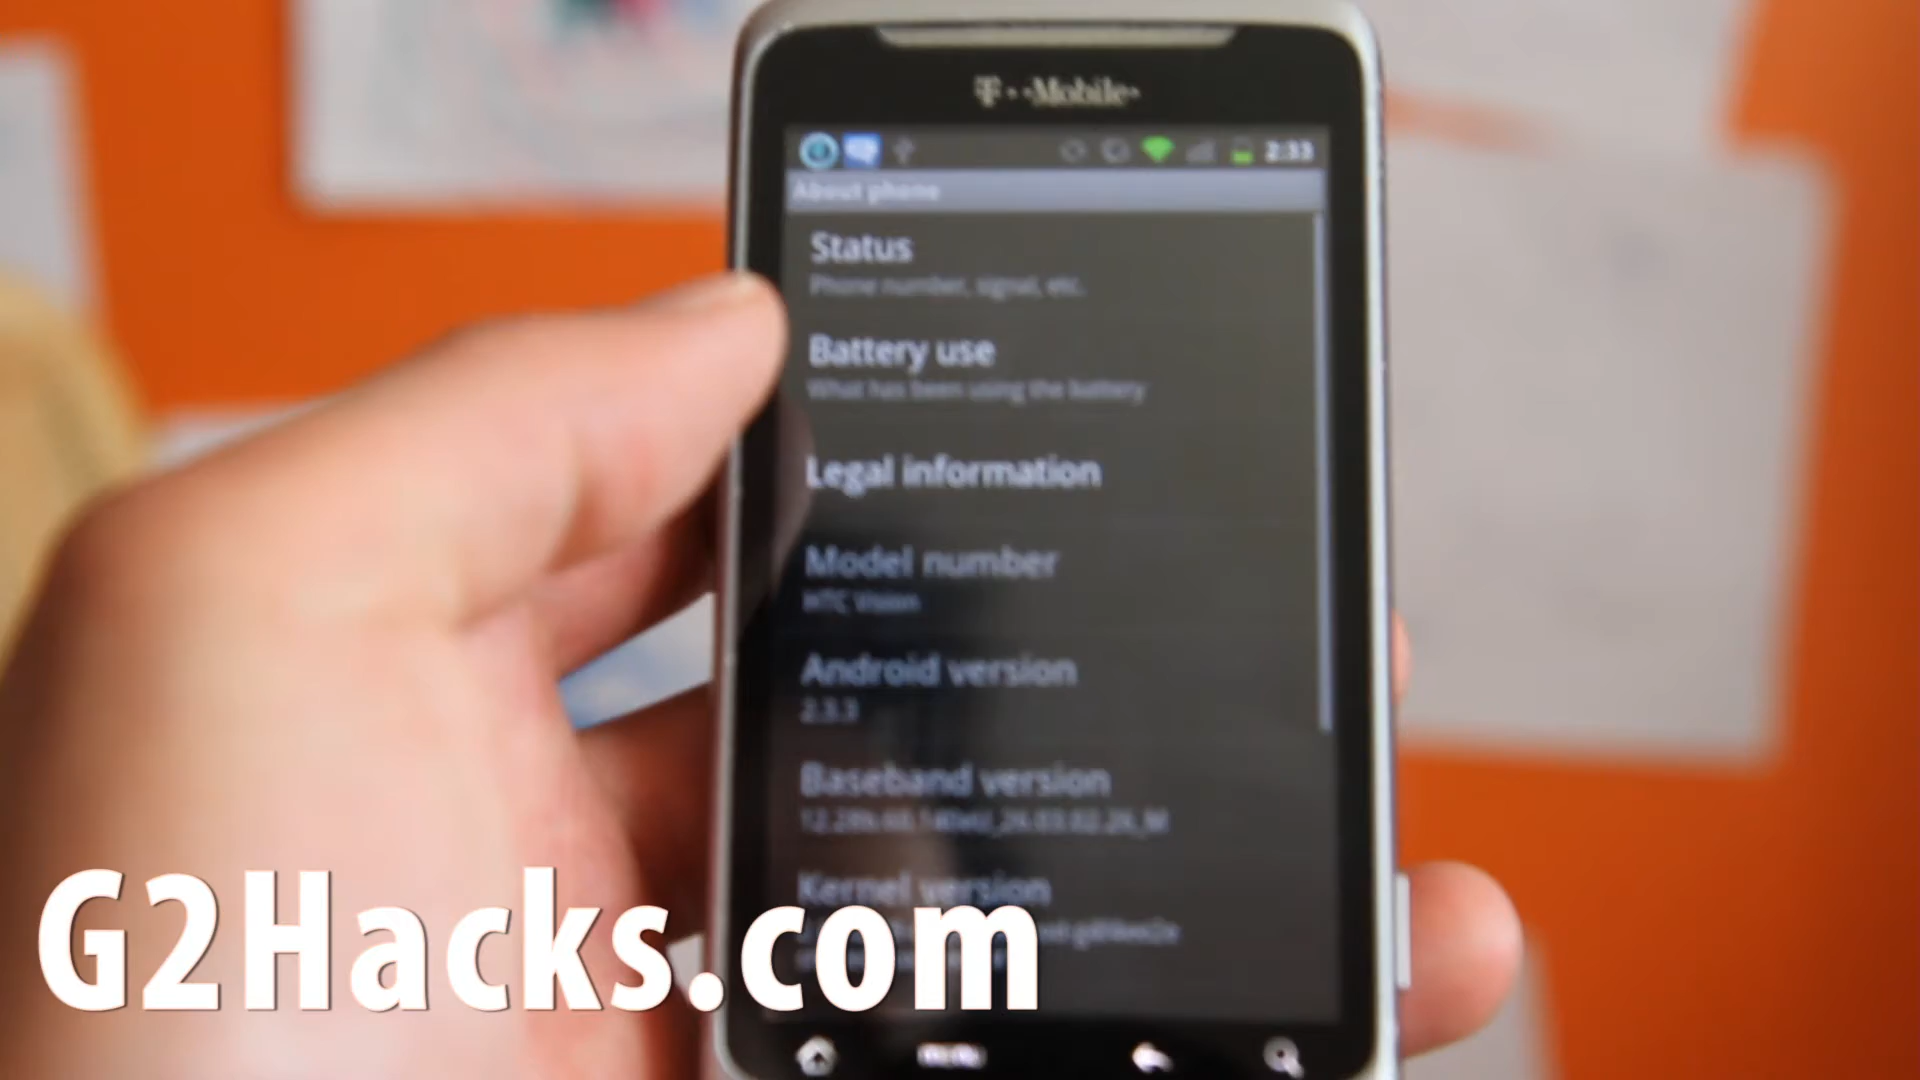 T··Mobile·
2:33
About phone
Status
Phone number, signal, etc.
Battery use
What has been using the battery
Legal information
Model number
HTC Vision
Android version
2.3.3
Baseband version
Kernel version
G2Hacks.com
menu